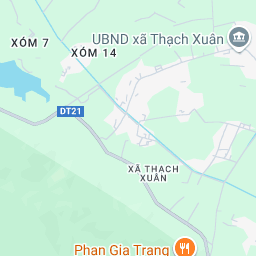 UBND xã Thạch Xuân
XÓM 7
XÓM 14
DT21
XÃ THẠCH
XUÂN
Phan Gia Trang